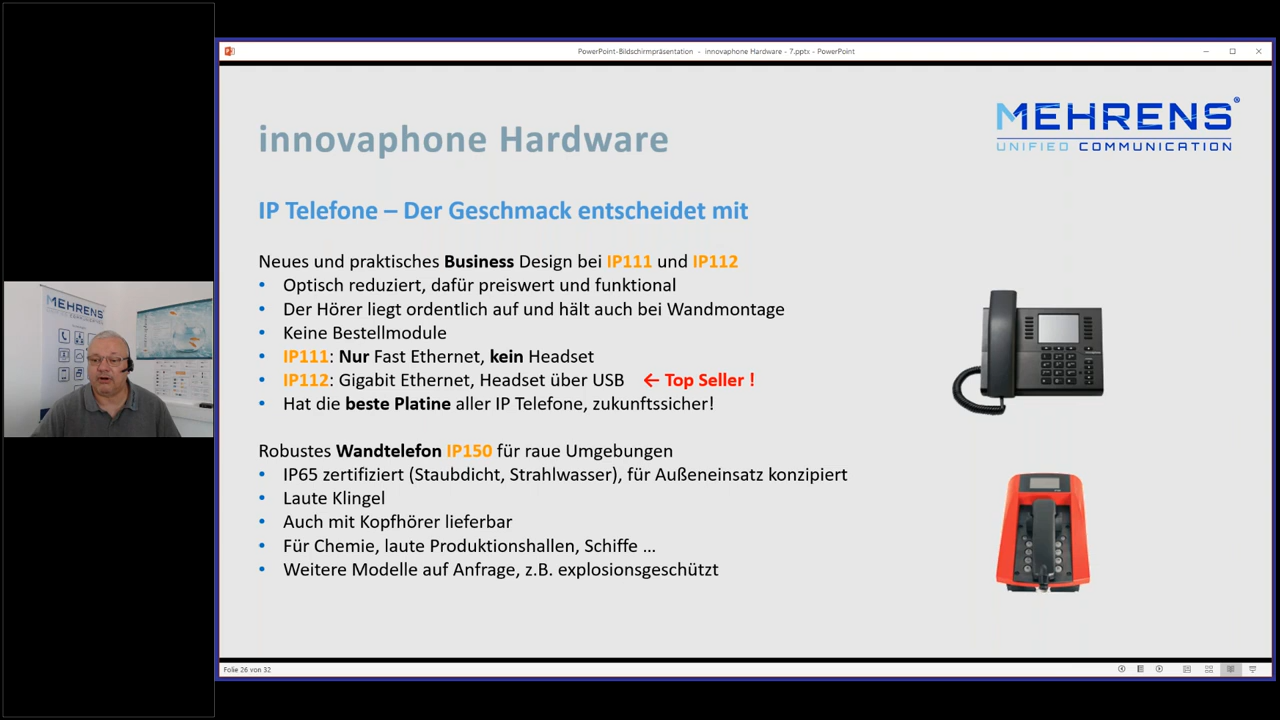 PowerPoint-Bildschirmpräsentation - innovaphone Hardware - 7.pptx - PowerPoint
MEHRENS®
UNIFIED COMMUNICATION
innovaphone Hardware
IP Telefone – Der Geschmack entscheidet mit
Neues und praktisches Business Design bei IP111 und IP112
• Optisch reduziert, dafür preiswert und funktional
• Der Hörer liegt ordentlich auf und hält auch bei Wandmontage
• Keine Bestellmodule
• IP111: Nur Fast Ethernet, kein Headset
• IP112: Gigabit Ethernet, Headset über USB ← Top Seller !
• Hat die beste Platine aller IP Telefone, zukunftssicher!
Robustes Wandtelefon IP150 für raue Umgebungen
• IP65 zertifiziert (Staubdicht, Strahlwasser), für Außeneinsatz konzipiert
• Laute Klingel
• Auch mit Kopfhörer lieferbar
• Für Chemie, laute Produktionshallen, Schiffe ...
• Weitere Modelle auf Anfrage, z.B. explosionsgeschützt
Folie 26 von 32
MEHRENS